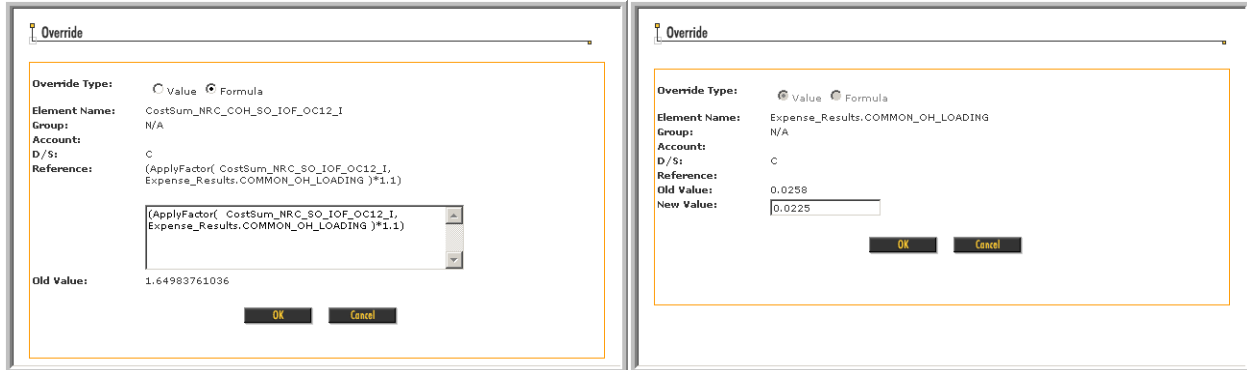 Override
Override Type: Value Formula
Element Name: CostSum_NRC_COH_SO_IOF_OC12_I
Group: N/A
Account:
D/S: C
Reference: (ApplyFactor( CostSum_NRC_SO_IOF_OC12_I,
Expense_Results.COMMON_OH_LOADING )*1.1)
(ApplyFactor( CostSum_NRC_SO_IOF_OC12_I,
Expense_Results.COMMON_OH_LOADING )*1.1)
Old Value: 1.64983761036
OK Cancel
Override
Override Type: Value Formula
Element Name: Expense_Results.COMMON_OH_LOADING
Group: N/A
Account:
D/S: C
Reference:
Old Value: 0.0258
New Value: 0.0225
OK Cancel